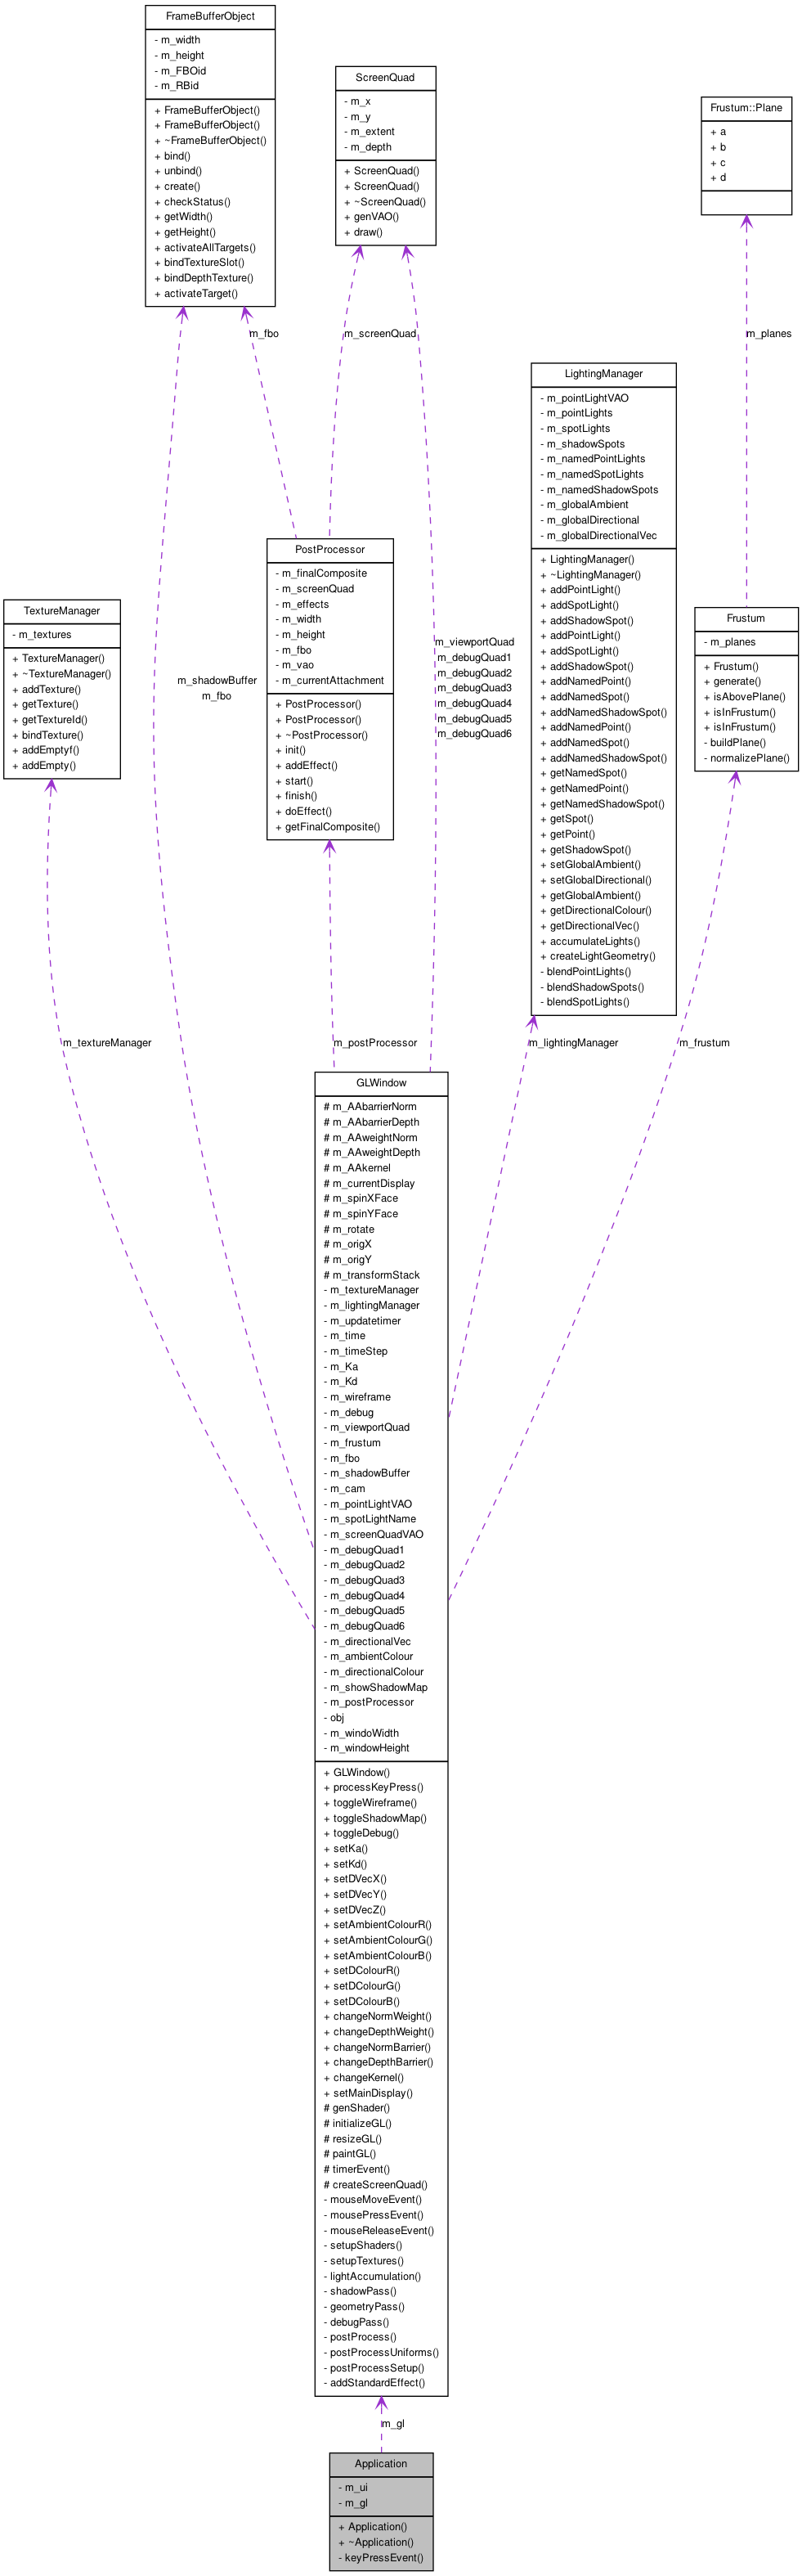 FrameBufferObject
- m_width
- m_height
- m_FBOid
- m_RBid
+ FrameBufferObject()
+ FrameBufferObject()
+ ~FrameBufferObject()
+ bind()
+ unbind()
+ create()
+ checkStatus()
+ getWidth()
+ getHeight()
+ activateAllTargets()
+ bindTextureSlot()
+ bindDepthTexture()
+ activateTarget()
ScreenQuad
- m_x
- m_y
- m_extent
- m_depth
+ ScreenQuad()
+ ScreenQuad()
+ ~ScreenQuad()
+ genVAO()
+ draw()
Frustum::Plane
+ a
+ b
+ c
+ d
m_fbo
m_screenQuad
m_planes
LightingManager
- m_pointLightVAO
- m_pointLights
- m_spotLights
- m_shadowSpots
- m_namedPointLights
- m_namedSpotLights
- m_namedShadowSpots
- m_globalAmbient
- m_globalDirectional
- m_globalDirectionalVec
+ LightingManager()
+ ~LightingManager()
+ addPointLight()
+ addSpotLight()
+ addShadowSpot()
+ addPointLight()
+ addSpotLight()
+ addShadowSpot()
+ addNamedPoint()
+ addNamedSpot()
+ addNamedShadowSpot()
+ addNamedPoint()
+ addNamedSpot()
+ addNamedShadowSpot()
+ getNamedSpot()
+ getNamedPoint()
+ getNamedShadowSpot()
+ getSpot()
+ getPoint()
+ getShadowSpot()
+ setGlobalAmbient()
+ setGlobalDirectional()
+ getGlobalAmbient()
+ getDirectionalColour()
+ getDirectionalVec()
+ accumulateLights()
+ createLightGeometry()
- blendPointLights()
- blendShadowSpots()
- blendSpotLights()
PostProcessor
- m_finalComposite
- m_screenQuad
- m_effects
- m_width
- m_height
- m_fbo
- m_vao
- m_currentAttachment
+ PostProcessor()
+ PostProcessor()
+ ~PostProcessor()
+ init()
+ addEffect()
+ start()
+ finish()
+ doEffect()
+ getFinalComposite()
TextureManager
- m_textures
+ TextureManager()
+ ~TextureManager()
+ addTexture()
+ getTexture()
+ getTextureId()
+ bindTexture()
+ addEmptyf()
+ addEmpty()
Frustum
- m_planes
+ Frustum()
+ generate()
+ isAbovePlane()
+ isInFrustum()
+ isInFrustum()
- buildPlane()
- normalizePlane()
m_shadowBuffer
m_fbo
m_viewportQuad
m_debugQuad1
m_debugQuad2
m_debugQuad3
m_debugQuad4
m_debugQuad5
m_debugQuad6
m_textureManager
m_postProcessor
m_lightingManager
m_frustum
GLWindow
# m_AAbarrierNorm
# m_AAbarrierDepth
# m_AAweightNorm
# m_AAweightDepth
# m_AAkernel
# m_currentDisplay
# m_spinXFace
# m_spinYFace
# m_rotate
# m_origX
# m_origY
# m_transformStack
- m_textureManager
- m_lightingManager
- m_updatetimer
- m_time
- m_timeStep
- m_Ka
- m_Kd
- m_wireframe
- m_debug
- m_viewportQuad
- m_frustum
- m_fbo
- m_shadowBuffer
- m_cam
- m_pointLightVAO
- m_spotLightName
- m_screenQuadVAO
- m_debugQuad1
- m_debugQuad2
- m_debugQuad3
- m_debugQuad4
- m_debugQuad5
- m_debugQuad6
- m_directionalVec
- m_ambientColour
- m_directionalColour
- m_showShadowMap
- m_postProcessor
- obj
- m_windoWidth
- m_windowHeight
+ GLWindow()
+ processKeyPress()
+ toggleWireframe()
+ toggleShadowMap()
+ toggleDebug()
+ setKa()
+ setKd()
+ setDVecX()
+ setDVecY()
+ setDVecZ()
+ setAmbientColourR()
+ setAmbientColourG()
+ setAmbientColourB()
+ setDColourR()
+ setDColourG()
+ setDColourB()
+ changeNormWeight()
+ changeDepthWeight()
+ changeNormBarrier()
+ changeDepthBarrier()
+ changeKernel()
+ setMainDisplay()
# genShader()
# initializeGL()
# resizeGL()
# paintGL()
# timerEvent()
# createScreenQuad()
- mouseMoveEvent()
- mousePressEvent()
- mouseReleaseEvent()
- setupShaders()
- setupTextures()
- lightAccumulation()
- shadowPass()
- geometryPass()
- debugPass()
- postProcess()
- postProcessUniforms()
- postProcessSetup()
- addStandardEffect()
m_gl
Application
- m_ui
- m_gl
+ Application()
+ ~Application()
- keyPressEvent()